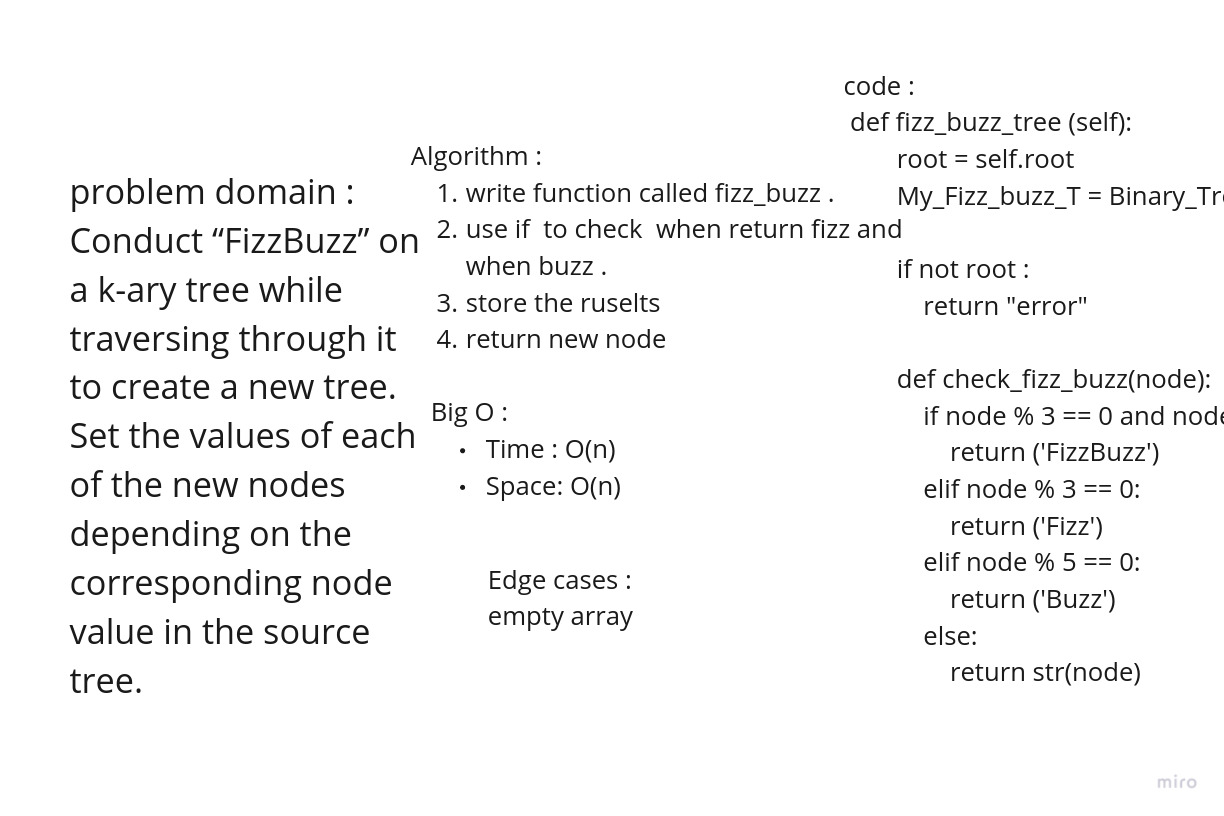 problem domain :
Conduct “FizzBuzz” on
a k-ary tree while
traversing through it
to create a new tree.
Set the values of each
of the new nodes
depending on the
corresponding node
value in the source
tree.
Algorithm :
1. write function called fizz_buzz .
2. use if  to check  when return fizz and
when buzz .
3. store the ruselts
4. return new node
Big O :
• Time : O(n)
• Space: O(n)
Edge cases :
empty array
code :
def fizz_buzz_tree (self):
root = self.root
My_Fizz_buzz_T =
if not root :
return "error"
def check_fizz_buzz(node):
if node % 3 == 0 and
return ('FizzBuzz')
elif node % 3 == 0:
return ('Fizz')
elif node % 5 == 0:
return ('Buzz')
else:
return str(node)
miro